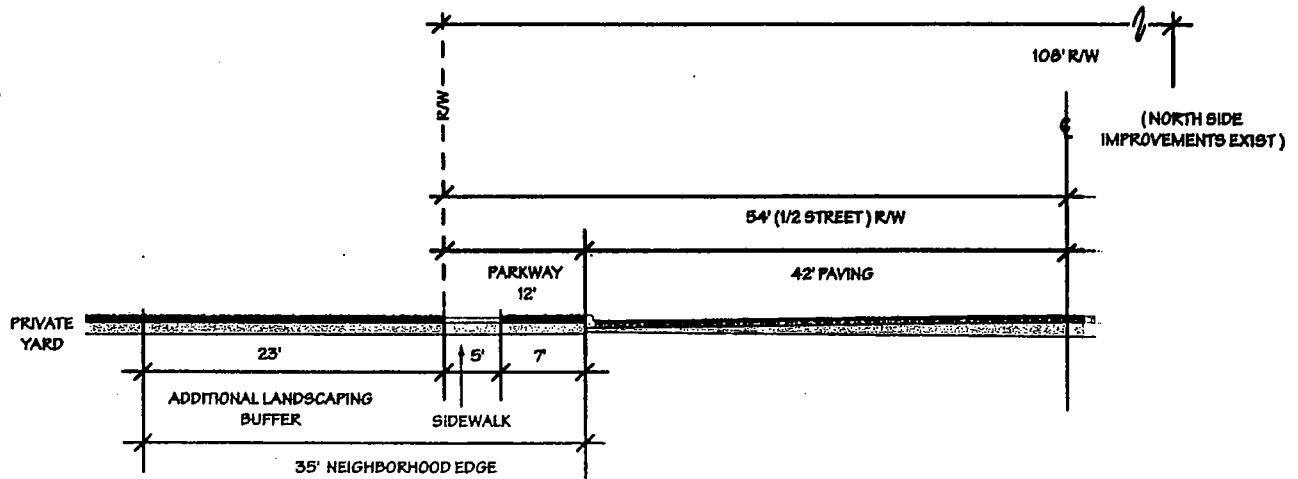 108' R/W
R/W
℄
(NORTH SIDE
IMPROVEMENTS EXIST)
54' (1/2 STREET) R/W
PARKWAY
12'
42' PAVING
PRIVATE
YARD
23'
5'
7'
ADDITIONAL LANDSCAPING
BUFFER
SIDEWALK
35' NEIGHBORHOOD EDGE